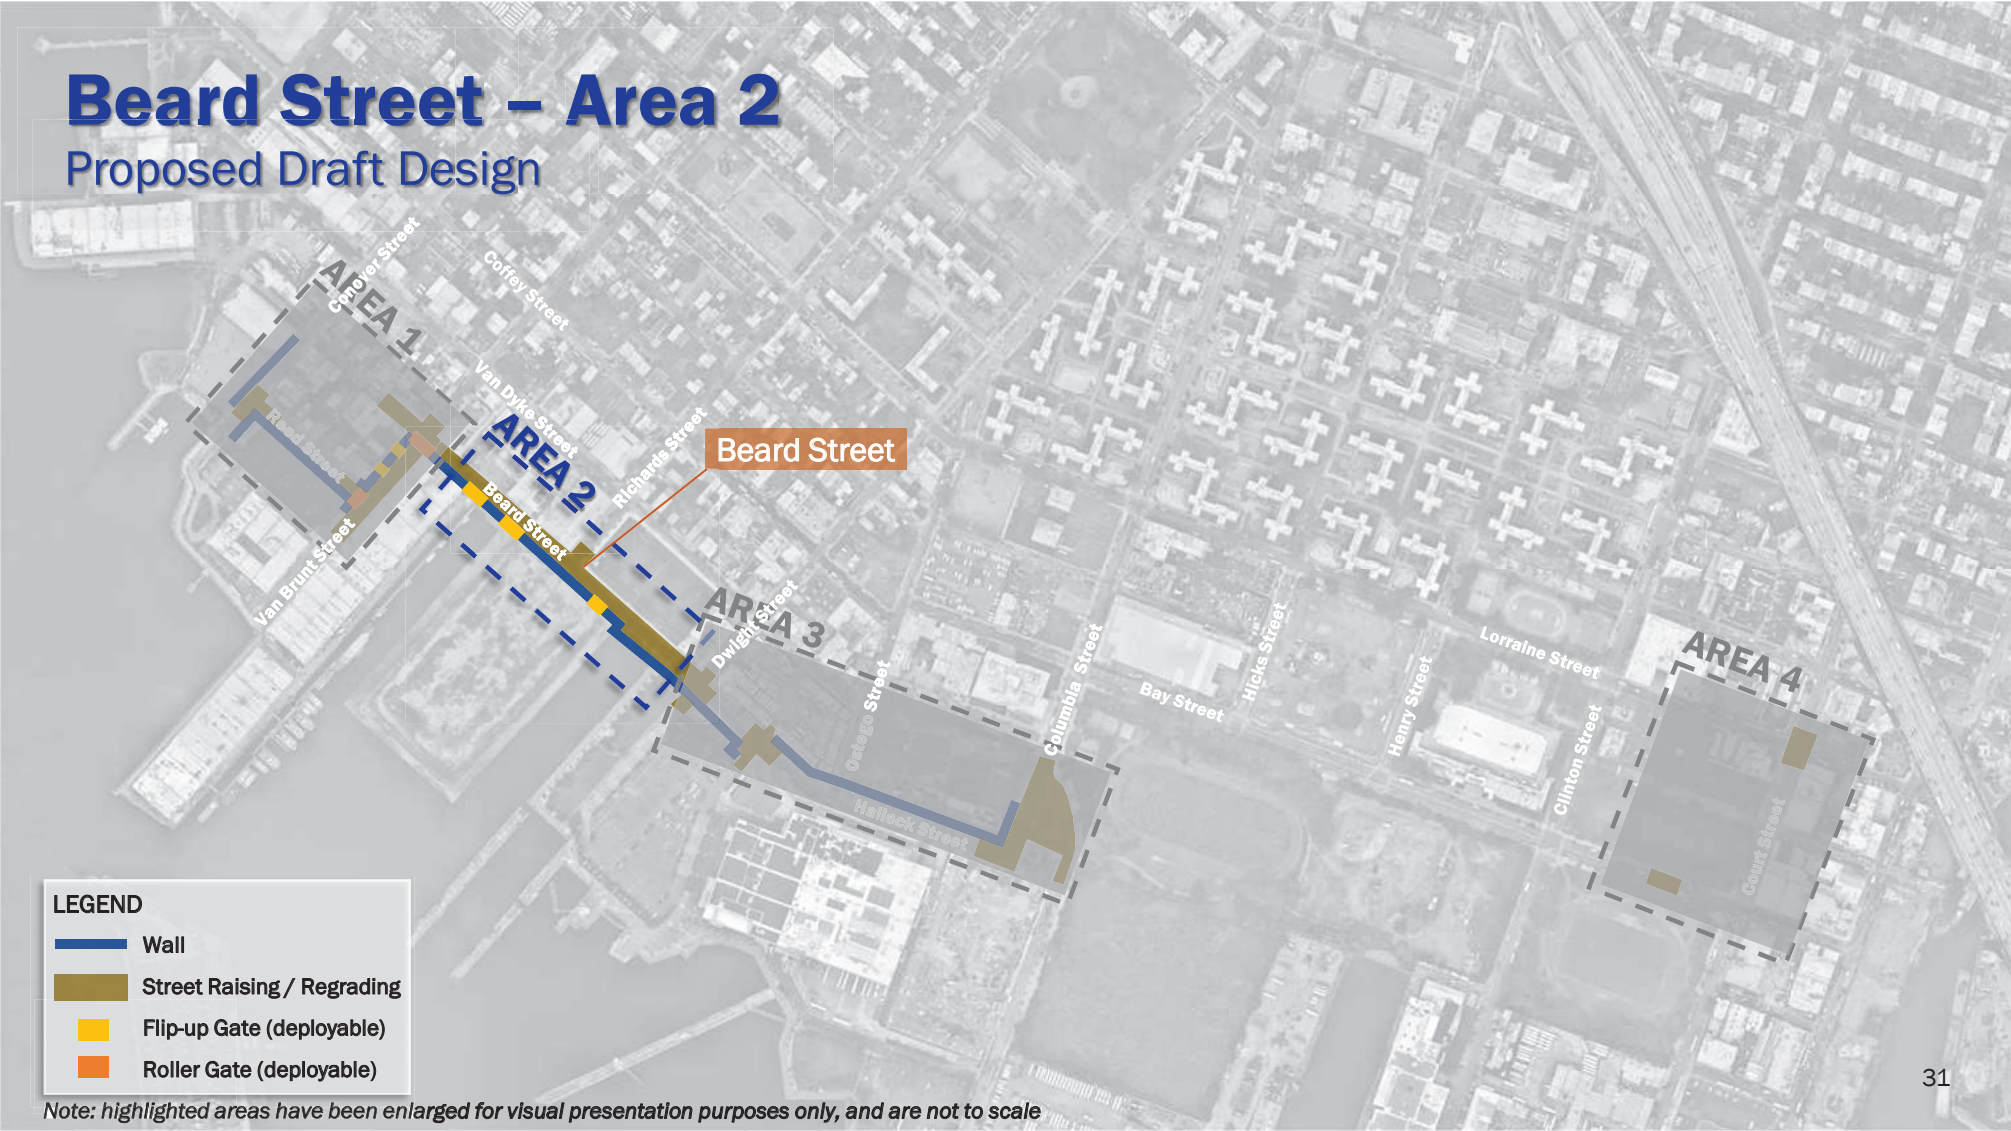 Beard Street – Area 2
Proposed Draft Design
Conover Street
AREA 1
Coffey Street
Van Dyke Street
AREA 2
Richards Street
Beard Street
Reed Street
Beard Street
Van Brunt Street
AREA 3
Dwight Street
Ostego Street
Columbia Street
Bay Street
Hicks Street
Henry Street
Lorraine Street
Clinton Street
AREA 4
Court Street
Halleck Street
LEGEND
Wall
Street Raising / Regrading
Flip-up Gate (deployable)
Roller Gate (deployable)
31
Note: highlighted areas have been enlarged for visual presentation purposes only, and are not to scale